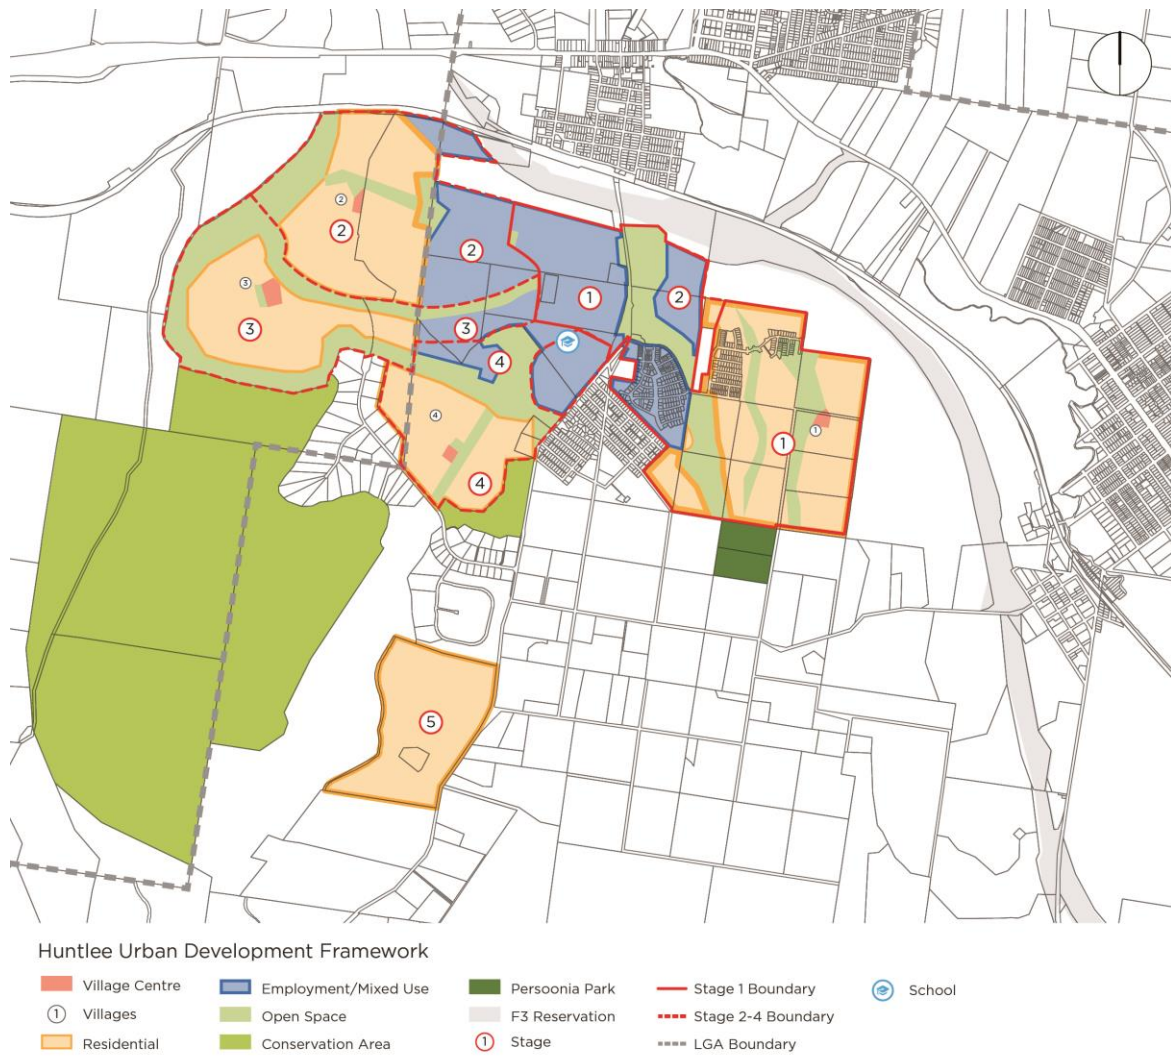 2
2
2
1
2
3
3
3
4
4
1
1
4
5
Huntlee Urban Development Framework
Village Centre
Employment/Mixed Use
Persoonia Park
Stage 1 Boundary
School
1 Villages
Open Space
F3 Reservation
Stage 2-4 Boundary
Residential
Conservation Area
1 Stage
LGA Boundary